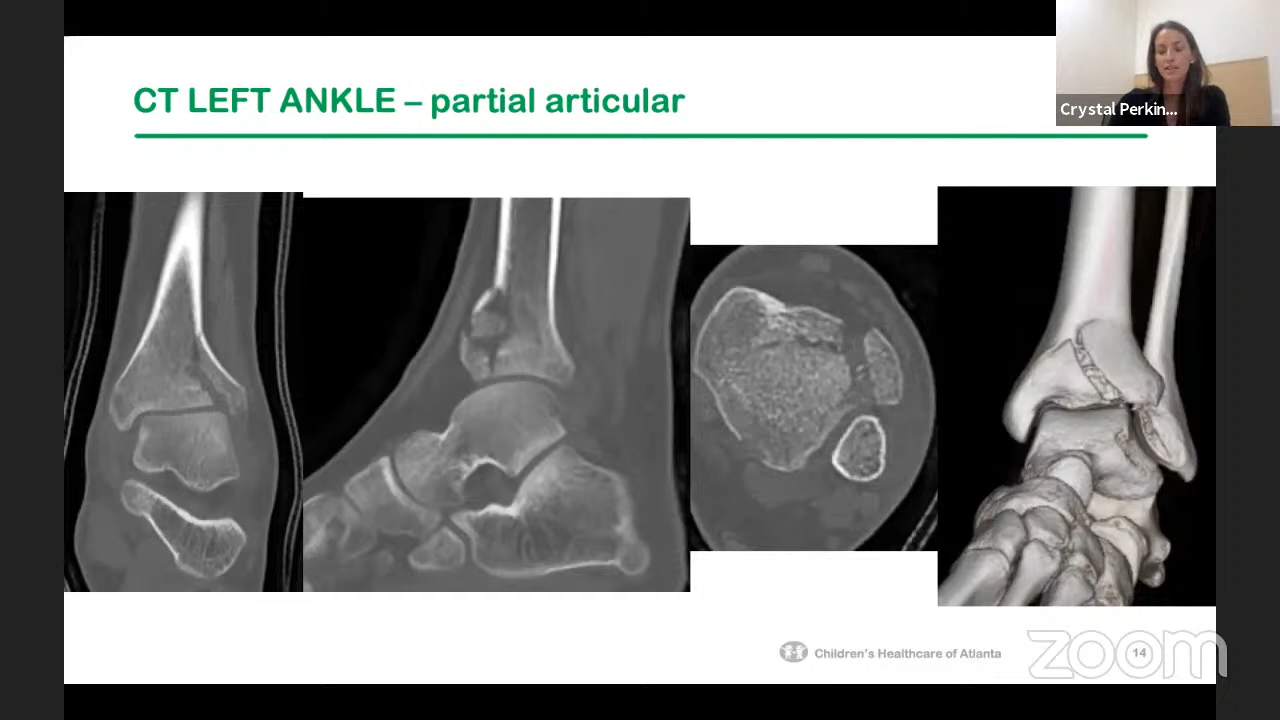 CT LEFT ANKLE – partial articular
Crystal Perkin...
Children's Healthcare of Atlanta
zoom
14